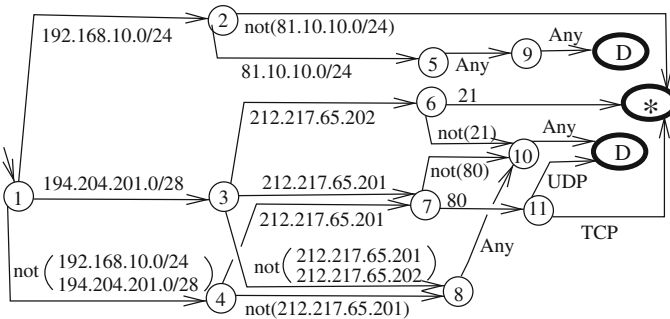 2
not(81.10.10.0/24)
192.168.10.0/24
Any
9
D
81.10.10.0/24
5
Any
6
21
*
212.217.65.202
not(21)
Any
10
D
1
194.204.201.0/28
3
212.217.65.201
not(80)
UDP
212.217.65.201
7
80
11
TCP
not(192.168.10.0/24
194.204.201.0/28)
not(212.217.65.201
212.217.65.202)
Any
4
8
not(212.217.65.201)